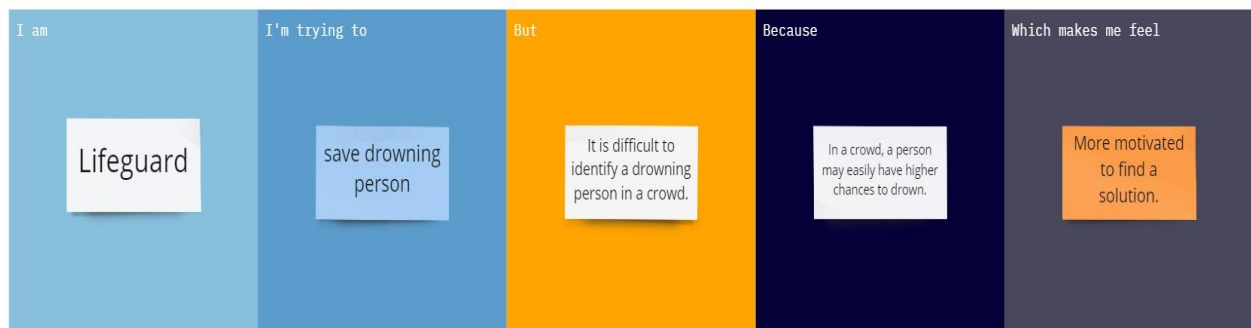 I am
Lifeguard
I'm trying to
save drowning
person
But
It is difficult to
identify a drowning
person in a crowd.
Because
In a crowd, a person
may easily have higher
chances to drown.
Which makes me feel
More motivated
to find a
solution.